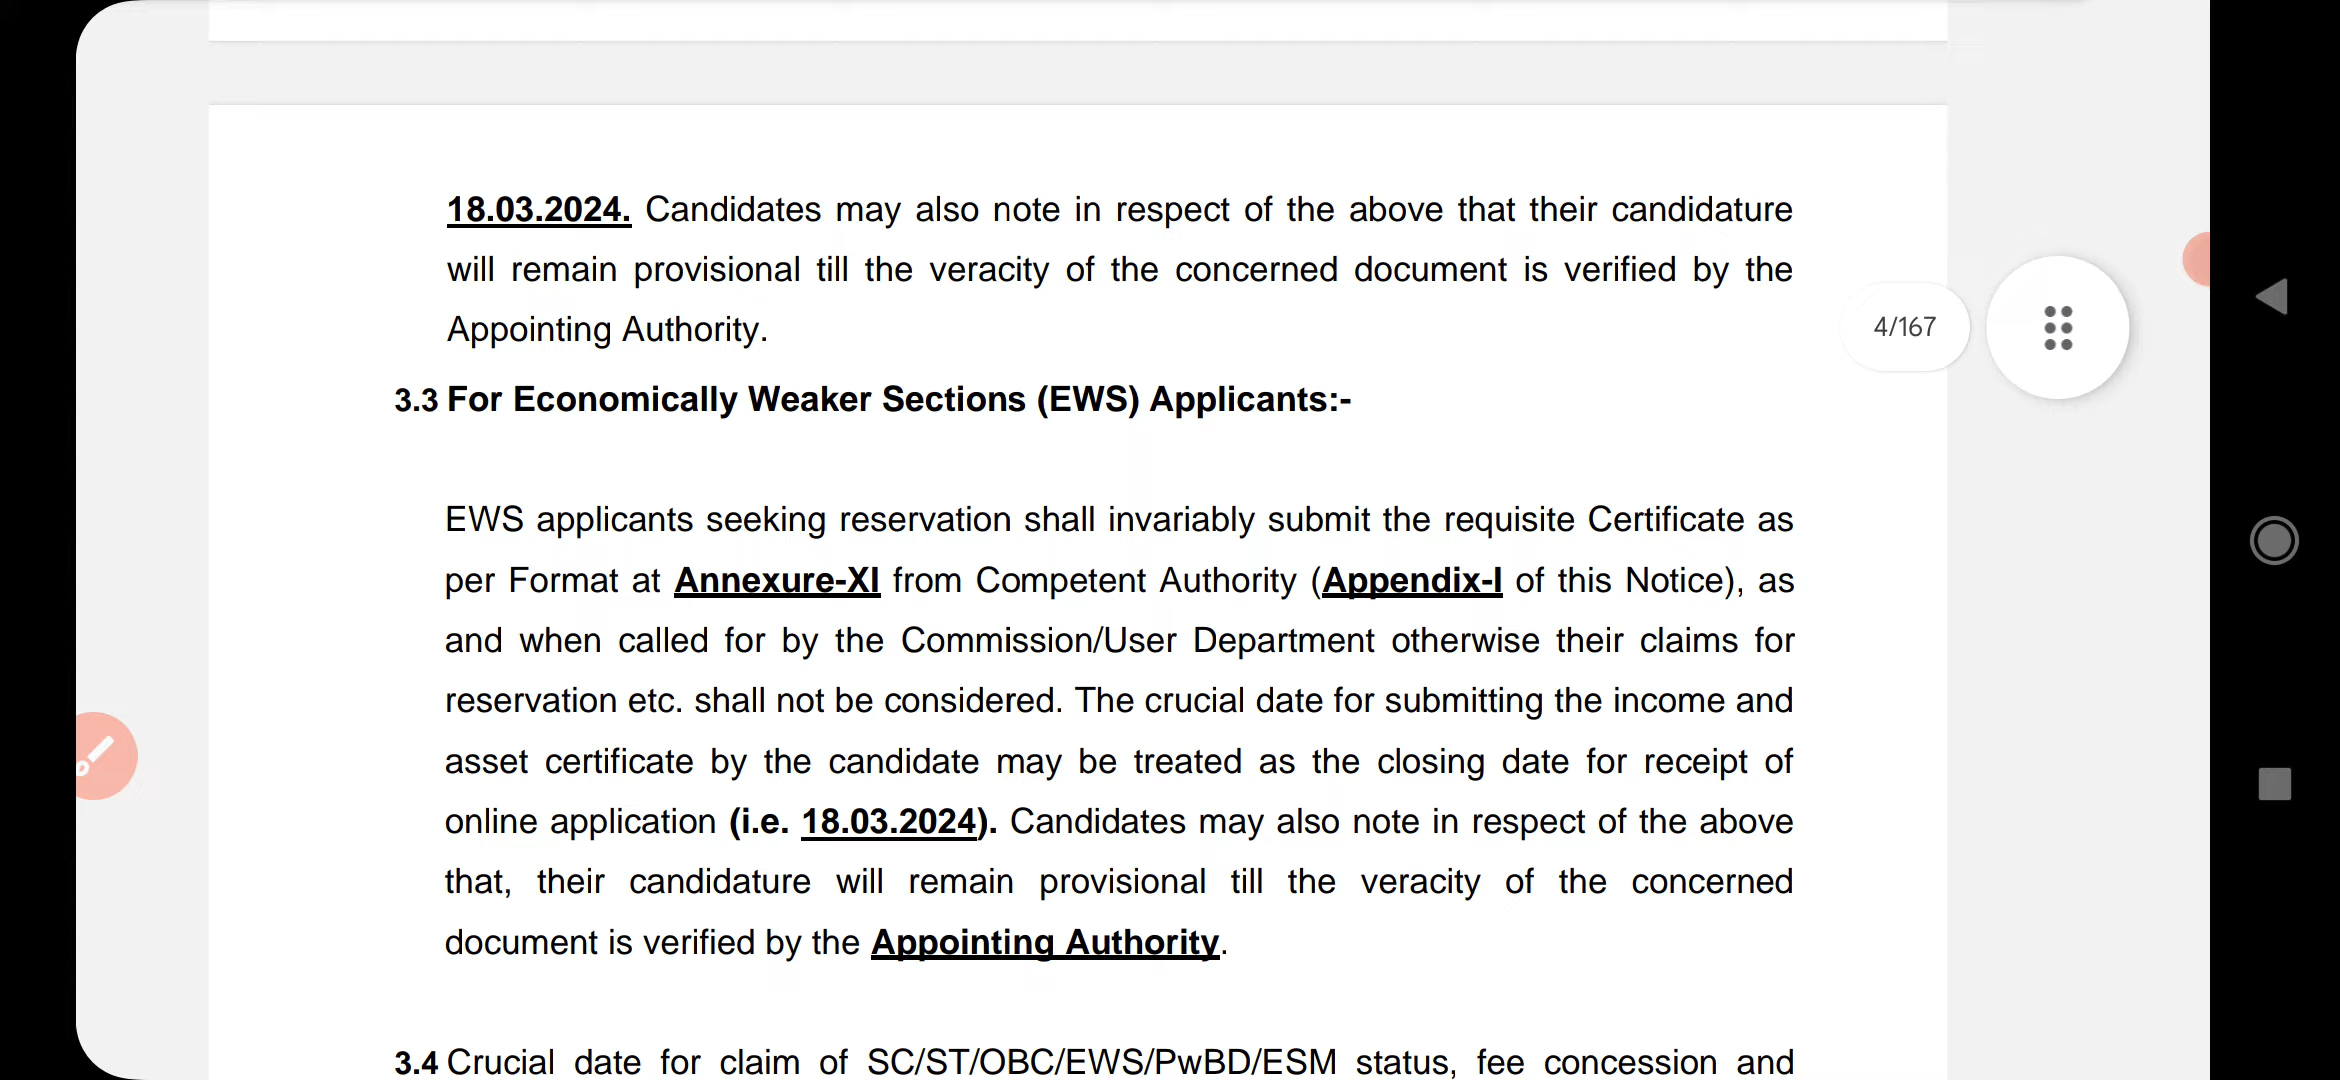 18.03.2024. Candidates may also note in respect of the above that their candidature
will remain provisional till the veracity of the concerned document is verified by the
Appointing Authority.
4/167
3.3 For Economically Weaker Sections (EWS) Applicants:-
EWS applicants seeking reservation shall invariably submit the requisite Certificate as
per Format at Annexure-XI from Competent Authority (Appendix-I of this Notice), as
and when called for by the Commission/User Department otherwise their claims for
reservation etc. shall not be considered. The crucial date for submitting the income and
asset certificate by the candidate may be treated as the closing date for receipt of
online application (i.e. 18.03.2024). Candidates may also note in respect of the above
that, their candidature will remain provisional till the veracity of the concerned
document is verified by the Appointing Authority.
3.4 Crucial date for claim of SC/ST/OBC/EWS/PwBD/ESM status, fee concession and